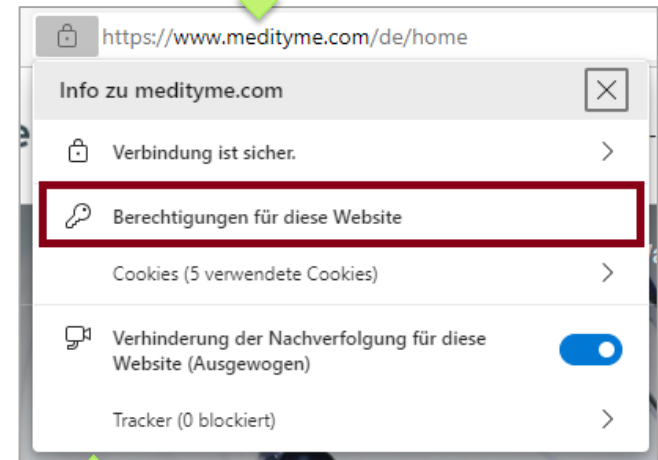 https://www.medityme.com/de/home
Info zu medityme.com
Verbindung ist sicher.
Berechtigungen für diese Website
Cookies (5 verwendete Cookies)
Verhinderung der Nachverfolgung für diese
Website (Ausgewogen)
Tracker (0 blockiert)